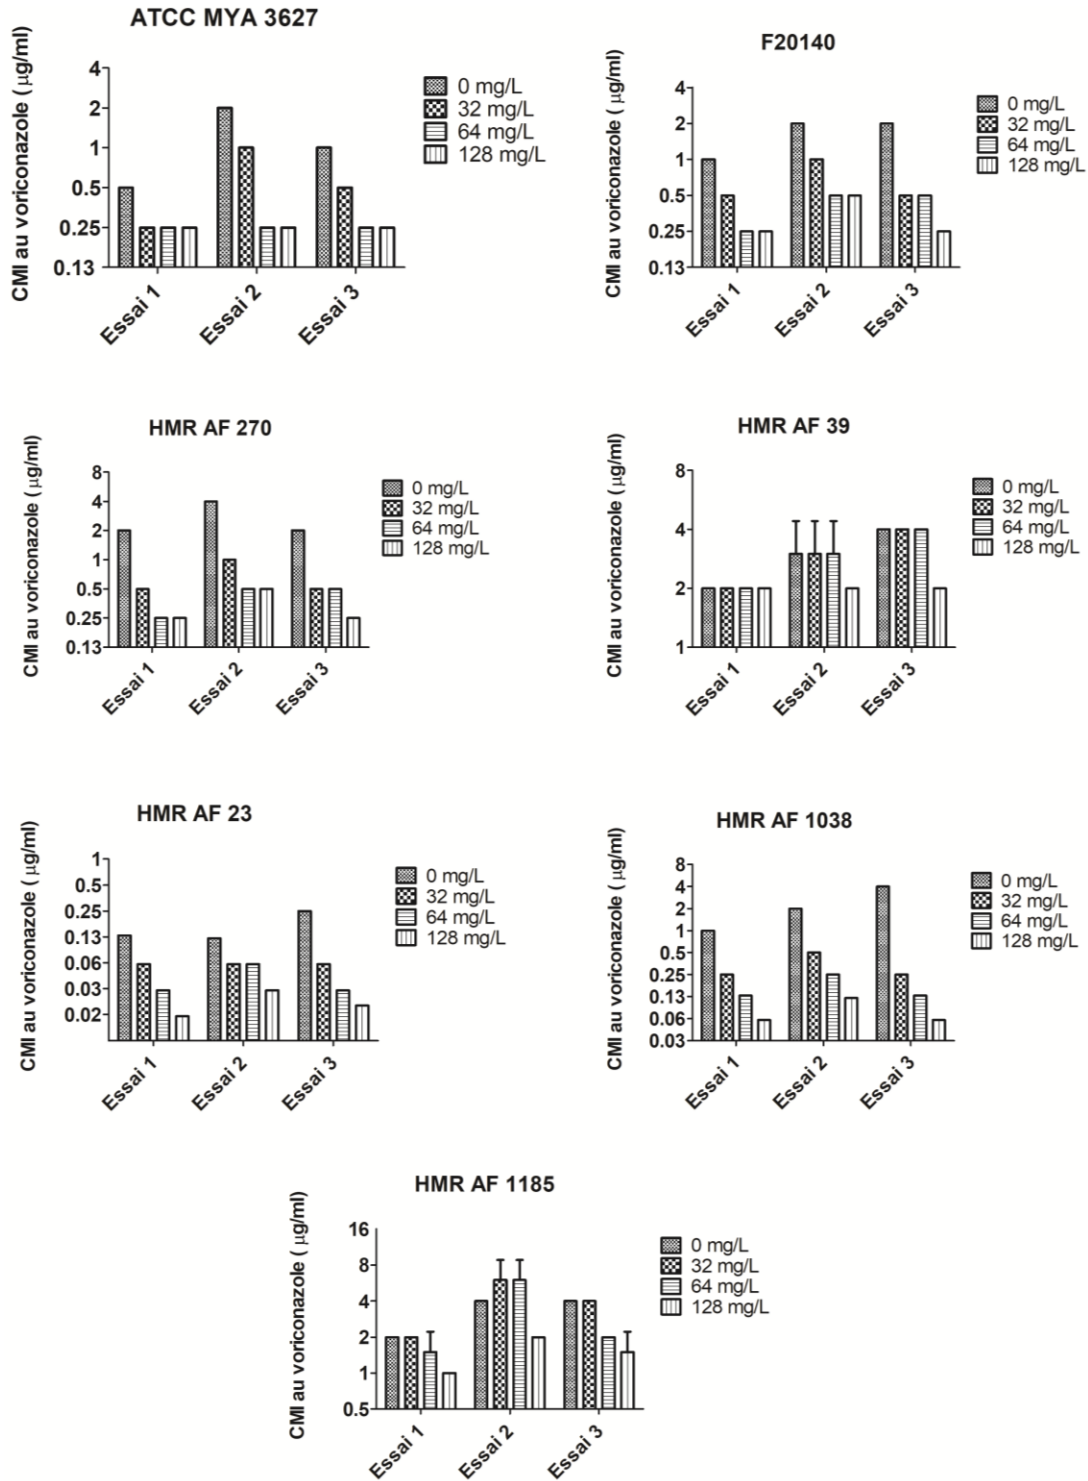 ATCC MYA 3627
CMI au voriconazole ( µg/ml)
4
2
1
0.5
0.25
0.13
Essai 1
Essai 2
Essai 3
0 mg/L
32 mg/L
64 mg/L
128 mg/L
F20140
CMI au voriconazole ( µg/ml)
4
2
1
0.5
0.25
0.13
Essai 1
Essai 2
Essai 3
0 mg/L
32 mg/L
64 mg/L
128 mg/L
HMR AF 270
CMI au voriconazole ( µg/ml)
8
4
2
1
0.5
0.25
0.13
Essai 1
Essai 2
Essai 3
0 mg/L
32 mg/L
64 mg/L
128 mg/L
HMR AF 39
CMI au voriconazole ( µg/ml)
8
4
2
1
Essai 1
Essai 2
Essai 3
0 mg/L
32 mg/L
64 mg/L
128 mg/L
HMR AF 23
CMI au voriconazole ( µg/ml)
1
0.5
0.25
0.13
0.06
0.03
0.02
Essai 1
Essai 2
Essai 3
0 mg/L
32 mg/L
64 mg/L
128 mg/L
HMR AF 1038
CMI au voriconazole ( µg/ml)
8
4
2
1
0.5
0.25
0.13
0.06
0.03
Essai 1
Essai 2
Essai 3
0 mg/L
32 mg/L
64 mg/L
128 mg/L
HMR AF 1185
CMI au voriconazole ( µg/ml)
16
8
4
2
1
0.5
Essai 1
Essai 2
Essai 3
0 mg/L
32 mg/L
64 mg/L
128 mg/L